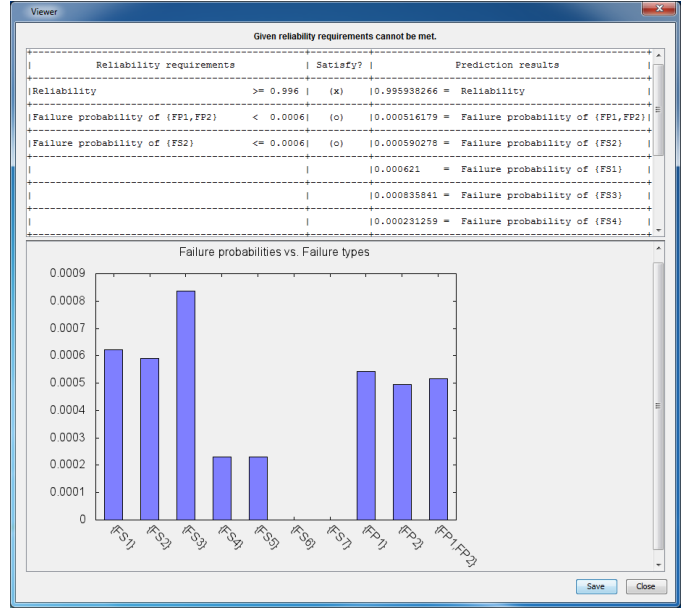 Viewer
Given reliability requirements cannot be met.
| Reliability requirements | Satisfy? | Prediction results |
|Reliability >= 0.996 | (x) |0.995938266 = Reliability |
|Failure probability of {FP1,FP2} < 0.0006| (o) |0.000516179 = Failure probability of {FP1,FP2}|
|Failure probability of {FS2} <= 0.0006| (o) |0.000590278 = Failure probability of {FS2} |
| | |0.000621 = Failure probability of {FS1} |
| | |0.000835841 = Failure probability of {FS3} |
| | |0.000231259 = Failure probability of {FS4} |
Failure probabilities vs. Failure types
0.0009
0.0008
0.0007
0.0006
0.0005
0.0004
0.0003
0.0002
0.0001
0
{FS1} {FS2} {FS3} {FS4} {FS5} {FS6} {FS7} {FP1} {FP2} {FP1,FP2}
Save Close